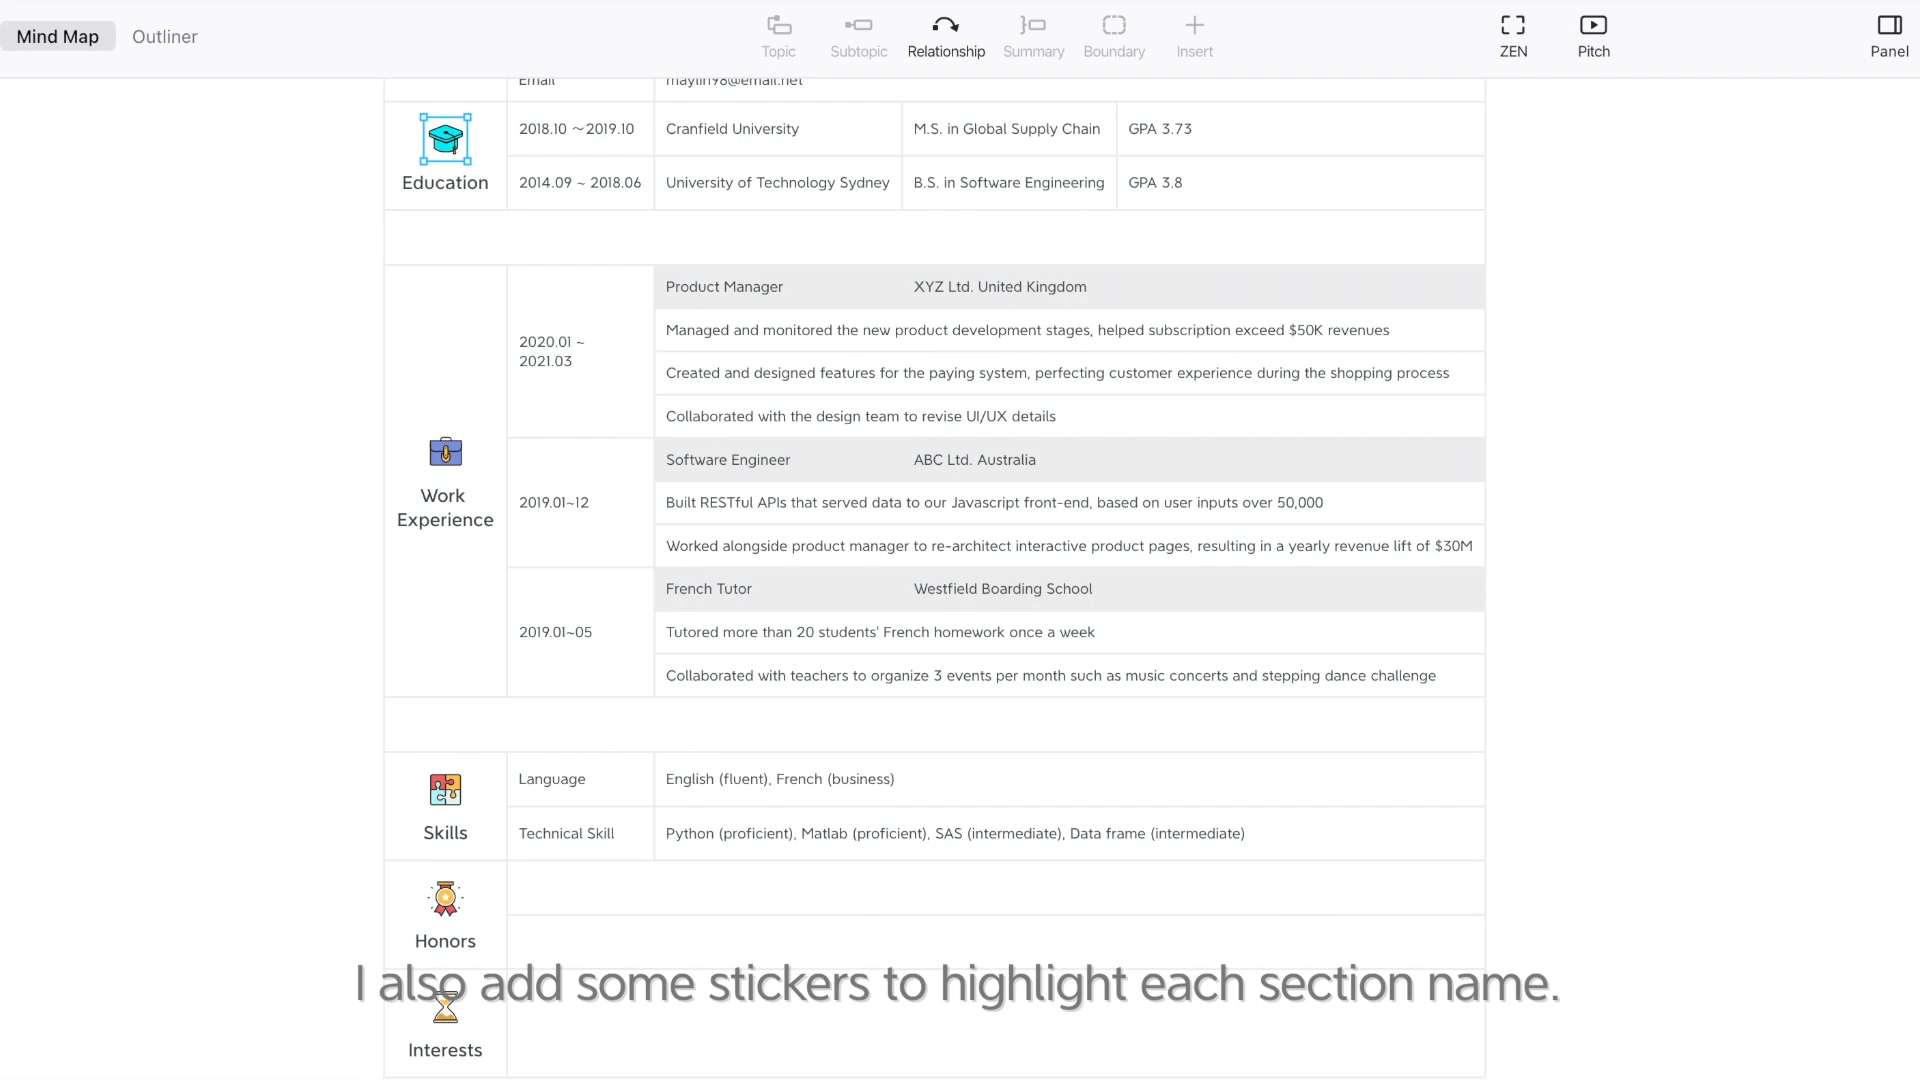 Mind Map Outliner Topic Subtopic Relationship Summary Boundary Insert ZEN Pitch Panel
Email maylin98@email.net
Education
2018.10 ~2019.10 Cranfield University M.S. in Global Supply Chain GPA 3.73
2014.09 ~ 2018.06 University of Technology Sydney B.S. in Software Engineering GPA 3.8
Work
Experience
2020.01 ~
2021.03
Product Manager XYZ Ltd. United Kingdom
Managed and monitored the new product development stages, helped subscription exceed $50K revenues
Created and designed features for the paying system, perfecting customer experience during the shopping process
Collaborated with the design team to revise UI/UX details
2019.01~12
Software Engineer ABC Ltd. Australia
Built RESTful APIs that served data to our Javascript front-end, based on user inputs over 50,000
Worked alongside product manager to re-architect interactive product pages, resulting in a yearly revenue lift of $30M
2019.01~05
French Tutor Westfield Boarding School
Tutored more than 20 students' French homework once a week
Collaborated with teachers to organize 3 events per month such as music concerts and stepping dance challenge
Skills
Language English (fluent), French (business)
Technical Skill Python (proficient), Matlab (proficient), SAS (intermediate), Data frame (intermediate)
Honors
I also add some stickers to highlight each section name.
Interests